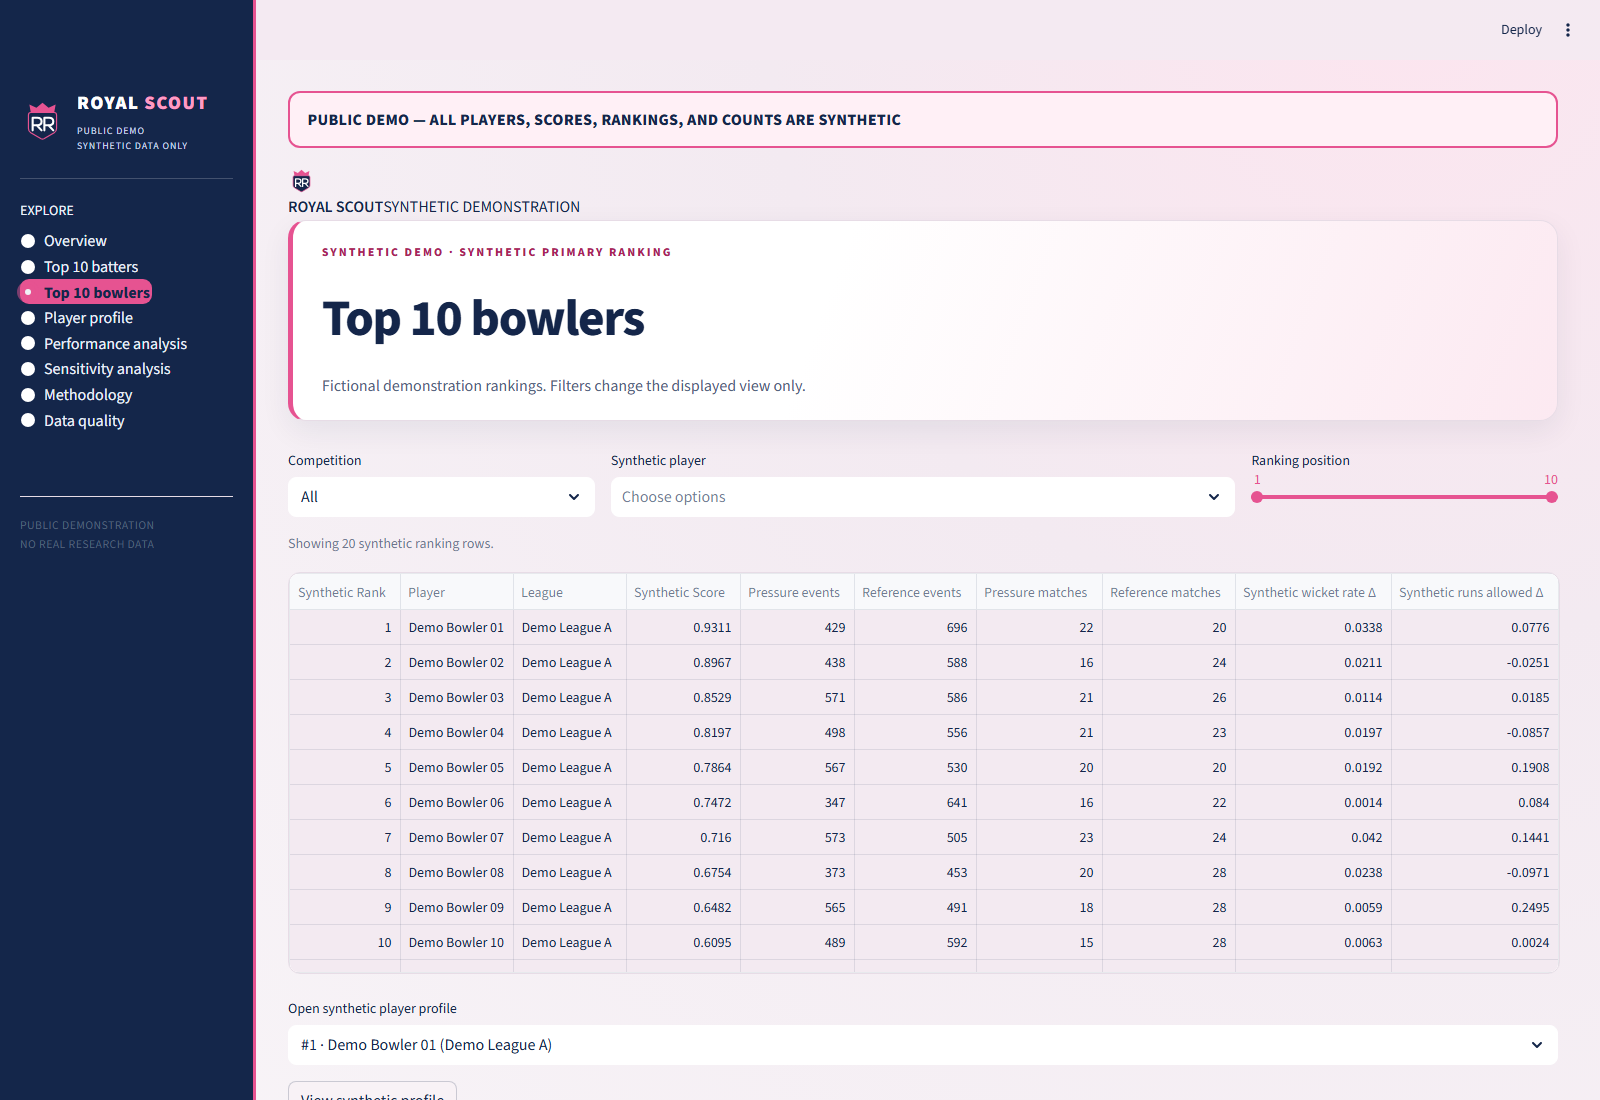 Deploy
RR
ROYAL SCOUT
PUBLIC DEMO
SYNTHETIC DATA ONLY
EXPLORE
Overview
Top 10 batters
Top 10 bowlers
Player profile
Performance analysis
Sensitivity analysis
Methodology
Data quality
PUBLIC DEMONSTRATION
NO REAL RESEARCH DATA
PUBLIC DEMO — ALL PLAYERS, SCORES, RANKINGS, AND COUNTS ARE SYNTHETIC
RR
ROYAL SCOUTSYNTHETIC DEMONSTRATION
SYNTHETIC DEMO · SYNTHETIC PRIMARY RANKING
Top 10 bowlers
Fictional demonstration rankings. Filters change the displayed view only.
Competition Synthetic player Ranking position
1 10
All Choose options
Showing 20 synthetic ranking rows.
Synthetic Rank Player League Synthetic Score Pressure events Reference events Pressure matches Reference matches Synthetic wicket rate Δ Synthetic runs allowed Δ
1 Demo Bowler 01 Demo League A 0.9311 429 696 22 20 0.0338 0.0776
2 Demo Bowler 02 Demo League A 0.8967 438 588 16 24 0.0211 -0.0251
3 Demo Bowler 03 Demo League A 0.8529 571 586 21 26 0.0114 0.0185
4 Demo Bowler 04 Demo League A 0.8197 498 556 21 23 0.0197 -0.0857
5 Demo Bowler 05 Demo League A 0.7864 567 530 20 20 0.0192 0.1908
6 Demo Bowler 06 Demo League A 0.7472 347 641 16 22 0.0014 0.084
7 Demo Bowler 07 Demo League A 0.716 573 505 23 24 0.042 0.1441
8 Demo Bowler 08 Demo League A 0.6754 373 453 20 28 0.0238 -0.0971
9 Demo Bowler 09 Demo League A 0.6482 565 491 18 28 0.0059 0.2495
10 Demo Bowler 10 Demo League A 0.6095 489 592 15 28 0.0063 0.0024
Open synthetic player profile
#1 · Demo Bowler 01 (Demo League A)
View synthetic profile